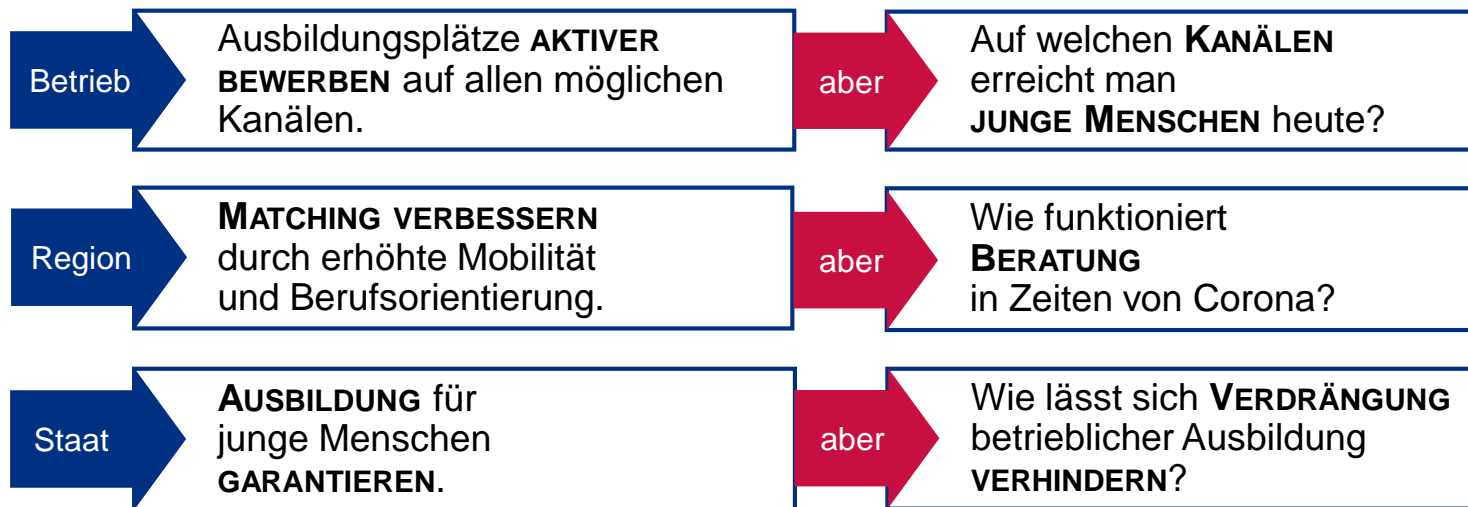 Betrieb
Ausbildungsplätze AKTIVER
BEWERBEN auf allen möglichen
Kanälen.
aber
Auf welchen KANÄLEN
erreicht man
JUNGE MENSCHEN heute?
Region
MATCHING VERBESSERN
durch erhöhte Mobilität
und Berufsorientierung.
aber
Wie funktioniert
BERATUNG
in Zeiten von Corona?
Staat
AUSBILDUNG für
junge Menschen
GARANTIEREN.
aber
Wie lässt sich VERDRÄNGUNG
betrieblicher Ausbildung
VERHINDERN?